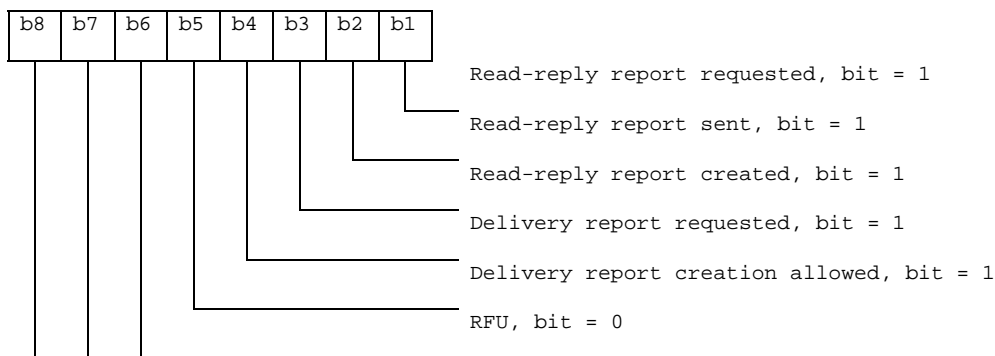 b8 b7 b6 b5 b4 b3 b2 b1
Read-reply report requested, bit = 1
Read-reply report sent, bit = 1
Read-reply report created, bit = 1
Delivery report requested, bit = 1
Delivery report creation allowed, bit = 1
RFU, bit = 0